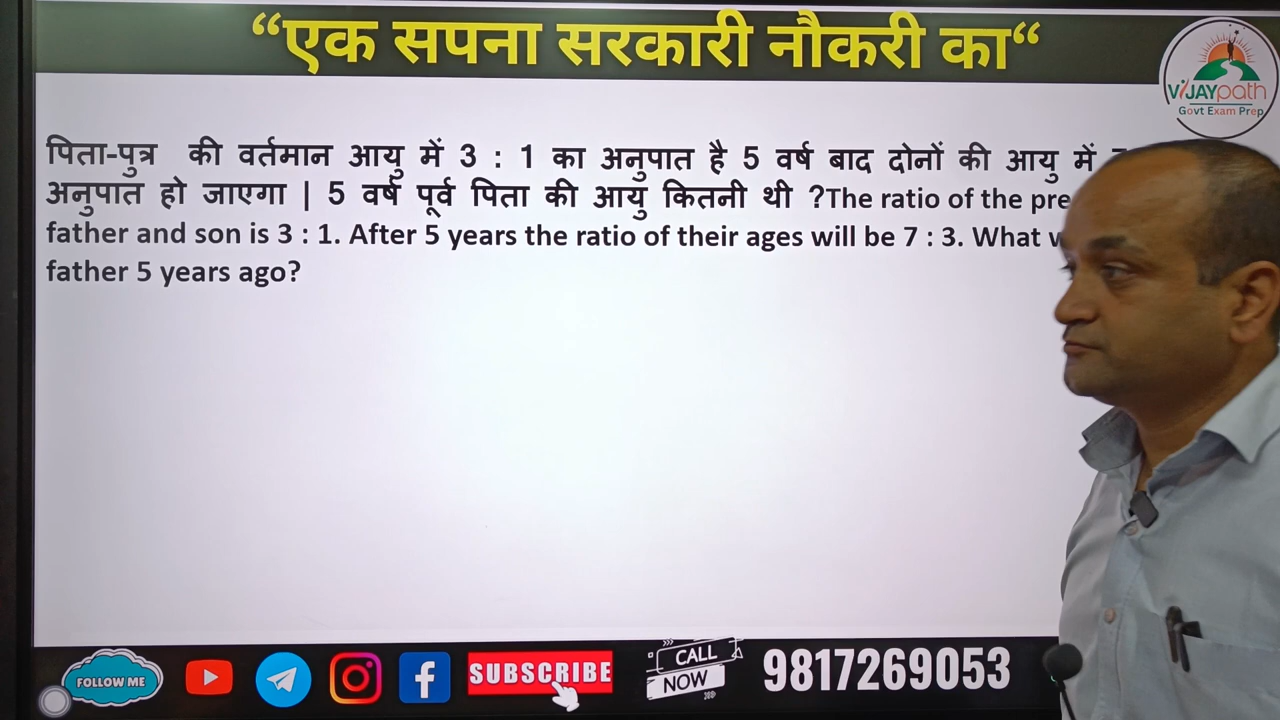 “एक सपना सरकारी नौकरी का“
VIJAYpath
Govt Exam Prep
पिता-पुत्र की वर्तमान आयु में 3 : 1 का अनुपात है 5 वर्ष बाद दोनों की आयु में
अनुपात हो जाएगा | 5 वर्ष पूर्व पिता की आयु कितनी थी ?The ratio of the
father and son is 3 : 1. After 5 years the ratio of their ages will be 7 : 3. What
father 5 years ago?
FOLLOW ME
SUBSCRIBE
CALL
NOW
9817269053